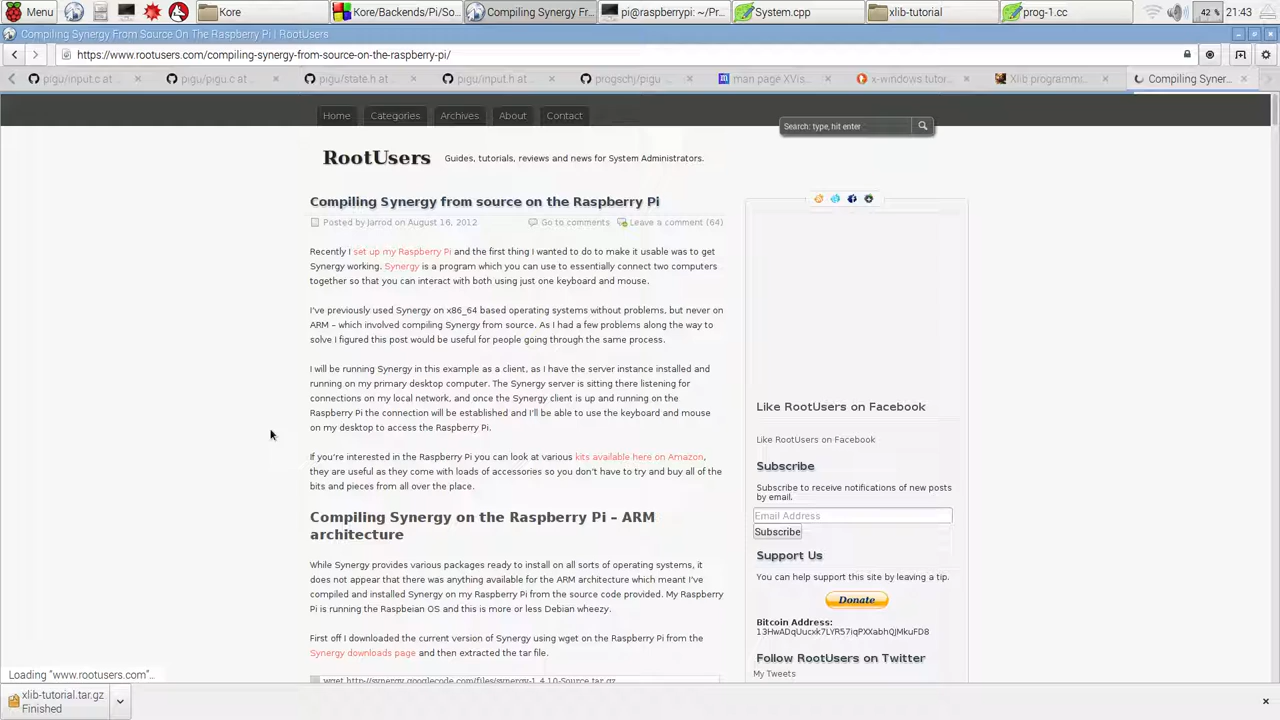 Menu
Kore
Kore/Backends/Pi/So...
Compiling Synergy Fr...
pi@raspberrypi: ~/Pr...
System.cpp
xlib-tutorial
prog-1.cc
42 %
21:43
Compiling Synergy From Source On The Raspberry Pi | RootUsers
https://www.rootusers.com/compiling-synergy-from-source-on-the-raspberry-pi/
pigu/input.c at ...
pigu/pigu.c at ...
pigu/state.h at ...
pigu/input.h at ...
progschj/pigu ...
man page XVis...
x-windows tutor...
Xlib programmi...
Compiling Syner...
Home
Categories
Archives
About
Contact
Search: type, hit enter
RootUsers
Guides, tutorials, reviews and news for System Administrators.
Compiling Synergy from source on the Raspberry Pi
Posted by Jarrod on August 16, 2012
Go to comments
Leave a comment (64)
Recently I set up my Raspberry Pi and the first thing I wanted to do to make it usable was to get
Synergy working. Synergy is a program which you can use to essentially connect two computers
together so that you can interact with both using just one keyboard and mouse.
I've previously used Synergy on x86_64 based operating systems without problems, but never on
ARM – which involved compiling Synergy from source. As I had a few problems along the way to
solve I figured this post would be useful for people going through the same process.
I will be running Synergy in this example as a client, as I have the server instance installed and
running on my primary desktop computer. The Synergy server is sitting there listening for
connections on my local network, and once the Synergy client is up and running on the
Raspberry Pi the connection will be established and I'll be able to use the keyboard and mouse
on my desktop to access the Raspberry Pi.
If you're interested in the Raspberry Pi you can look at various kits available here on Amazon,
they are useful as they come with loads of accessories so you don't have to try and buy all of the
bits and pieces from all over the place.
Compiling Synergy on the Raspberry Pi – ARM
architecture
While Synergy provides various packages ready to install on all sorts of operating systems, it
does not appear that there was anything available for the ARM architecture which meant I've
compiled and installed Synergy on my Raspberry Pi from the source code provided. My Raspberry
Pi is running the Raspbeian OS and this is more or less Debian wheezy.
First off I downloaded the current version of Synergy using wget on the Raspberry Pi from the
Synergy downloads page and then extracted the tar file.
wget http://synergy.googlecode.com/files/synergy-1.4.10-Source.tar.gz
Like RootUsers on Facebook
Like RootUsers on Facebook
Subscribe
Subscribe to receive notifications of new posts
by email.
Email Address
Subscribe
Support Us
You can help support this site by leaving a tip.
Donate
Bitcoin Address:
13HwADqUucxk7LYR57iqPXXabhQJMkuFD8
Follow RootUsers on Twitter
My Tweets
Loading "www.rootusers.com"..
xlib-tutorial.tar.gz
Finished